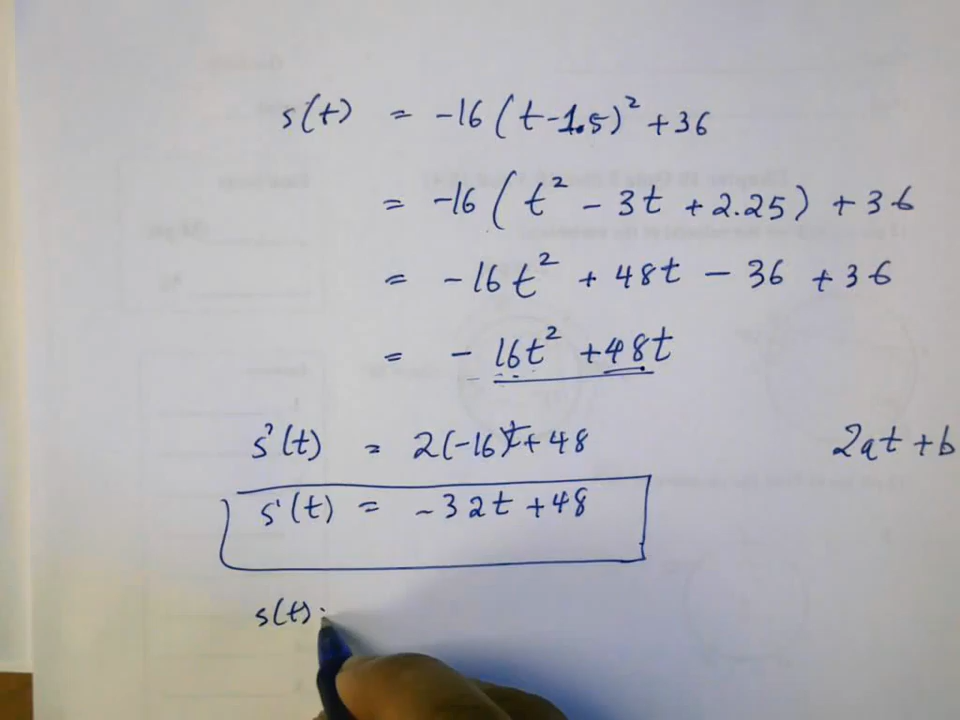 s(t) = -16(t-1.5)² +36
= -16(t² - 3t +2.25) +36
= -16t² + 48t - 36 +36
= - 16t² +48t
s'(t) = 2(-16)t+48
2at +b
s'(t) = -32t +48
s(t)